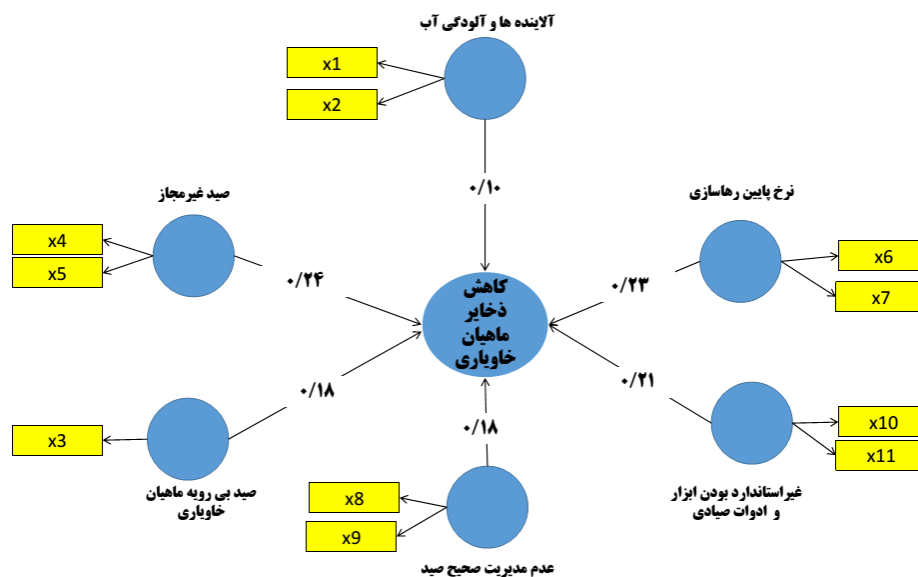 آلاینده ها و آلودگی آب
x1
x2
۰/۱۰
صید غیرمجاز
x4
x5
۰/۲۴
نرخ پایین رهاسازی
x6
x7
۰/۲۳
کاهش
ذخایر
ماهیان
خاویاری
۰/۱۸
x3
صید بی رویه ماهیان
خاویاری
۰/۲۱
x10
x11
غیراستاندارد بودن ابزار
و ادوات صیادی
۰/۱۸
x8
x9
عدم مدیریت صحیح صید